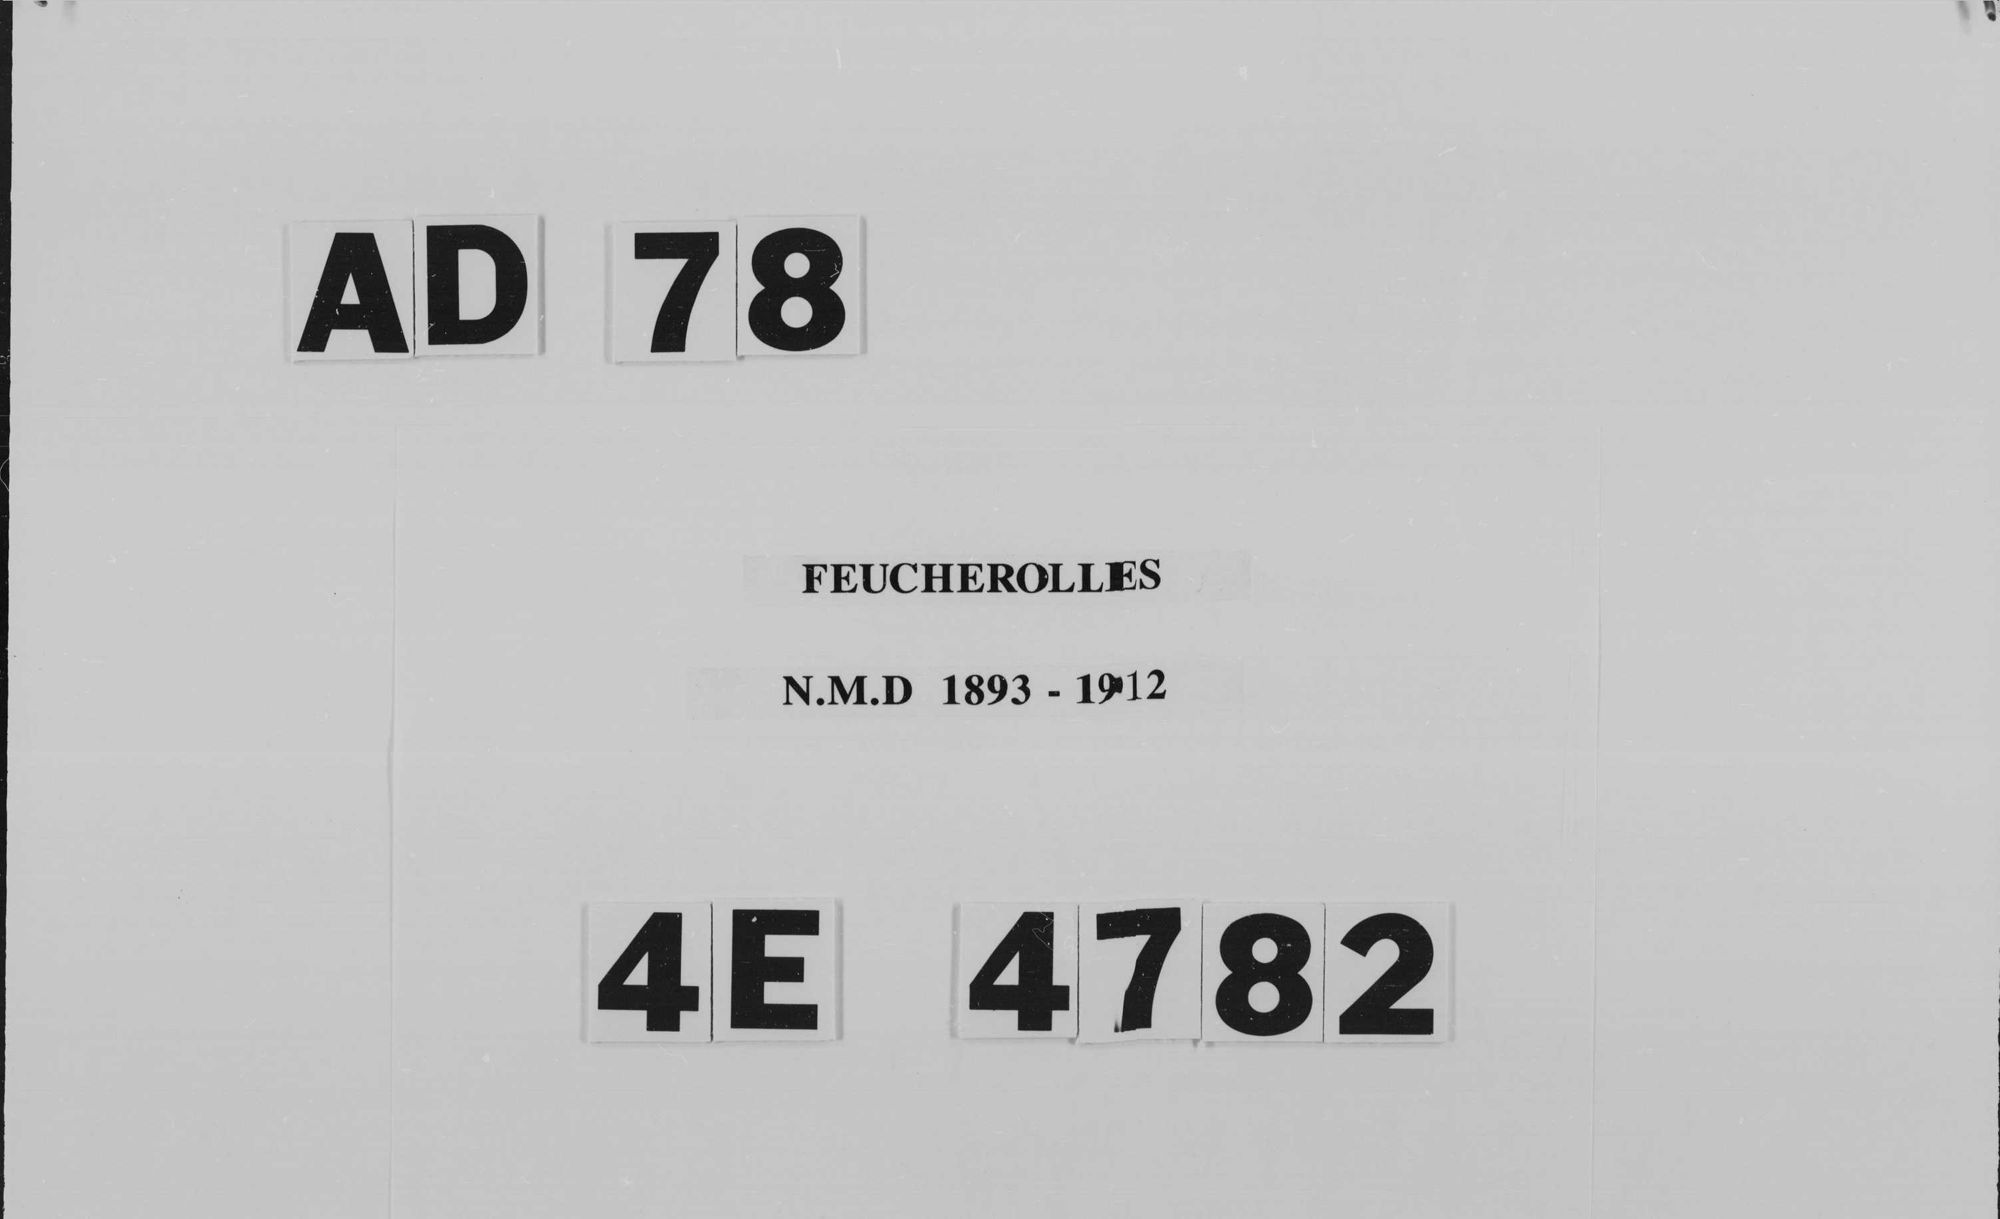 AD 78
FEUCHEROLLES
N.M.D 1893 - 1912
4E 4782